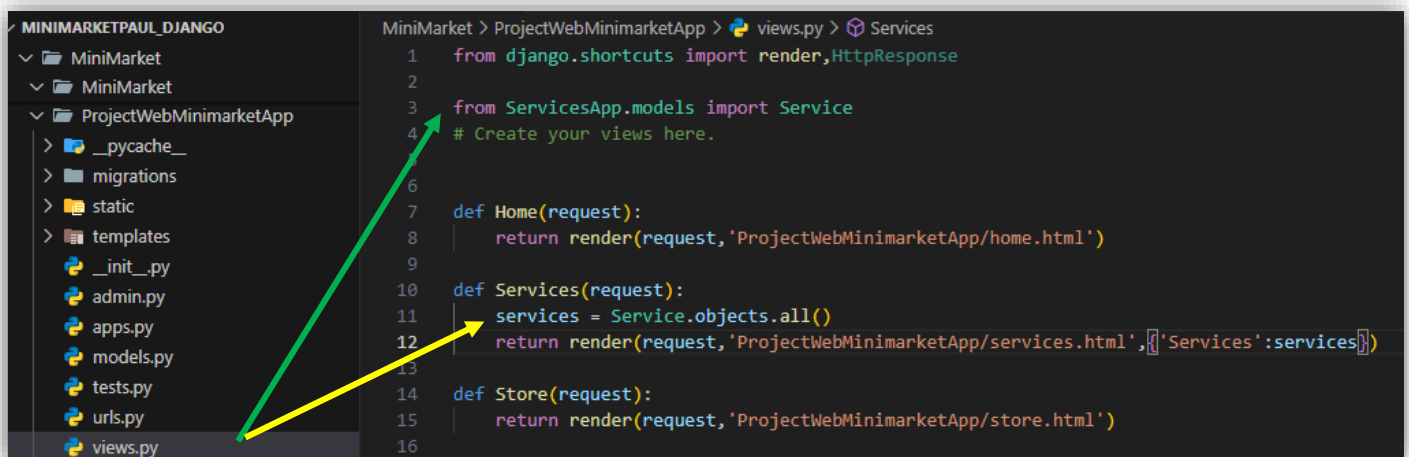 MINIMARKETPAUL_DJANGO
MiniMarket
MiniMarket
ProjectWebMinimarketApp
__pycache__
migrations
static
templates
__init__.py
admin.py
apps.py
models.py
tests.py
urls.py
views.py
MiniMarket > ProjectWebMinimarketApp > views.py > Services
1 from django.shortcuts import render,HttpResponse
2
3 from ServicesApp.models import Service
4 # Create your views here.
5
6
7 def Home(request):
8 return render(request,'ProjectWebMinimarketApp/home.html')
9
10 def Services(request):
11 services = Service.objects.all()
12 return render(request,'ProjectWebMinimarketApp/services.html',{'Services':services})
13
14 def Store(request):
15 return render(request,'ProjectWebMinimarketApp/store.html')
16